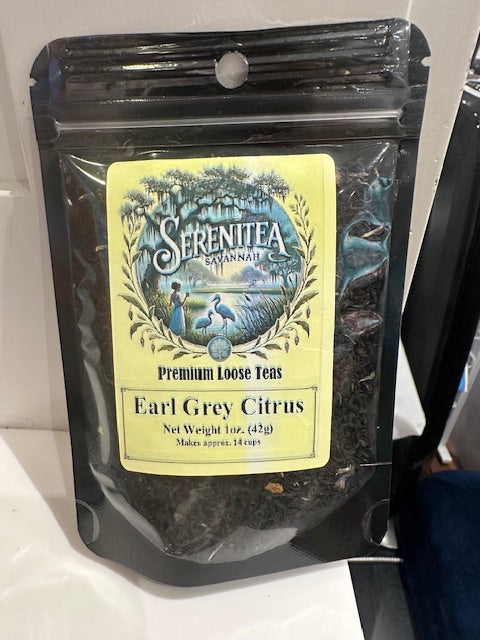 SERENITEA
SAVANNAH
Premium Loose Teas
Earl Grey Citrus
Net Weight 1oz. (42g)
Makes approx. 14 cups